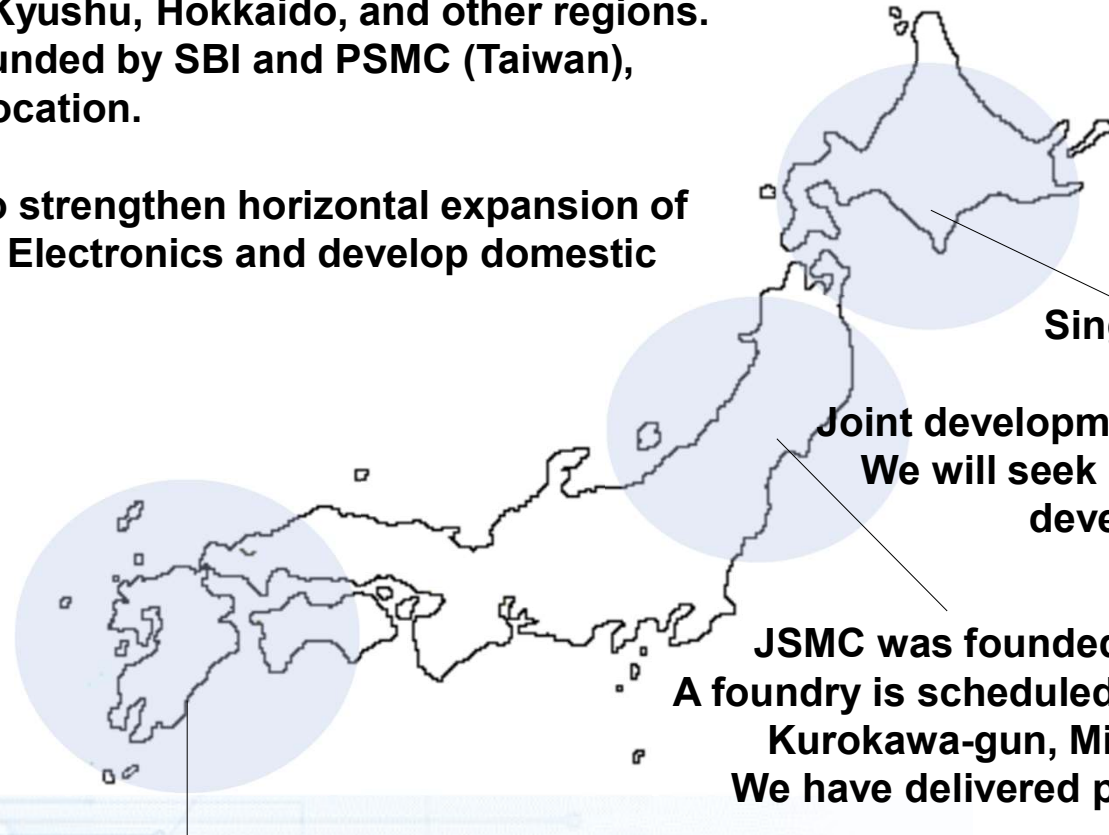 Kyushu, Hokkaido, and other regions.
unded by SBI and PSMC (Taiwan),
ocation.
o strengthen horizontal expansion of
Electronics and develop domestic
Sing
Joint developm
We will seek
deve
JSMC was founded
A foundry is scheduled
Kurokawa-gun, Mi
We have delivered p